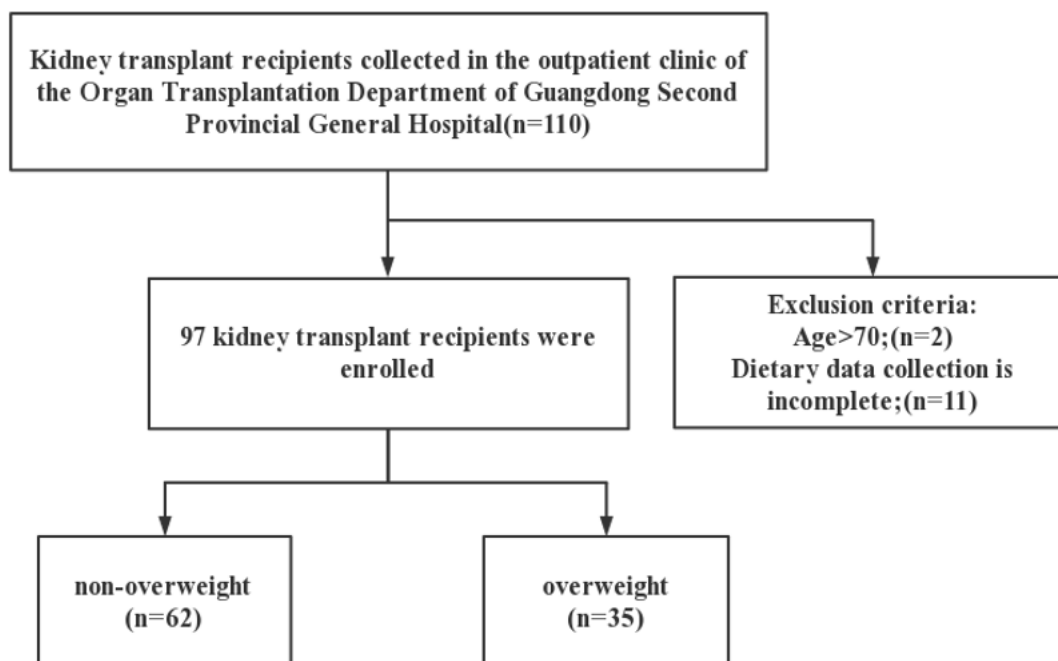 Kidney transplant recipients collected in the outpatient clinic of
the Organ Transplantation Department of Guangdong Second
Provincial General Hospital(n=110)
97 kidney transplant recipients were
enrolled
Exclusion criteria:
Age>70;(n=2)
Dietary data collection is
incomplete;(n=11)
non-overweight
(n=62)
overweight
(n=35)